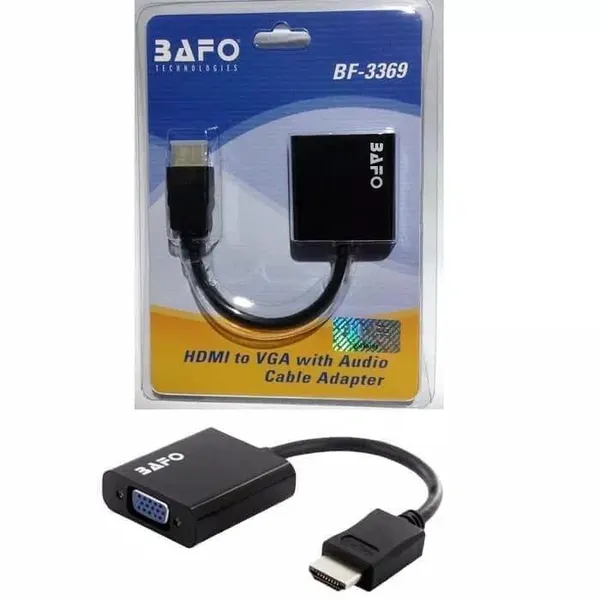 BAFO
TECHNOLOGIES
BF-3369
BAFO
HDMI to VGA with Audio
Cable Adapter
BAFO